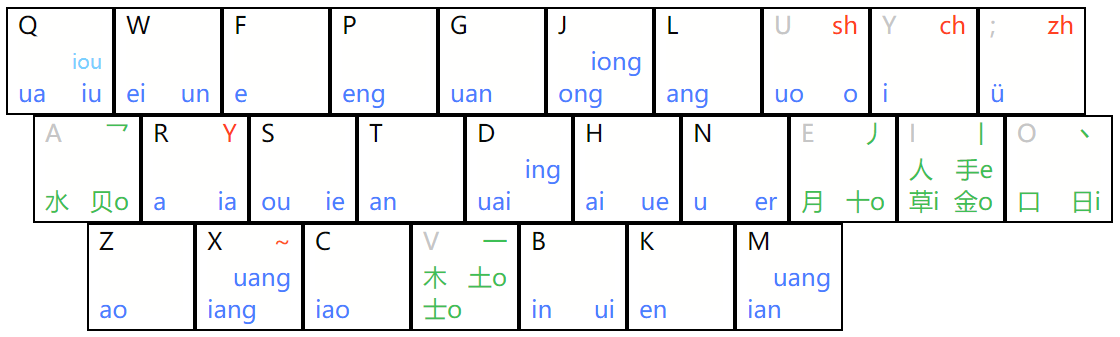 Q W F P G J L U sh Y ch ; zh
iou iong
ua iu ei un e eng uan ong ang uo o i ü
A 乛 R Y S T D H N E 丿 I 丨 O 丶
ing 人 手e
水 贝o a ia ou ie an uai ai ue u er 月 十o 草i 金o 口 日i
Z X ~ C V 一 B K M
uang 木 土o uang
ao iang iao 士o in ui en ian